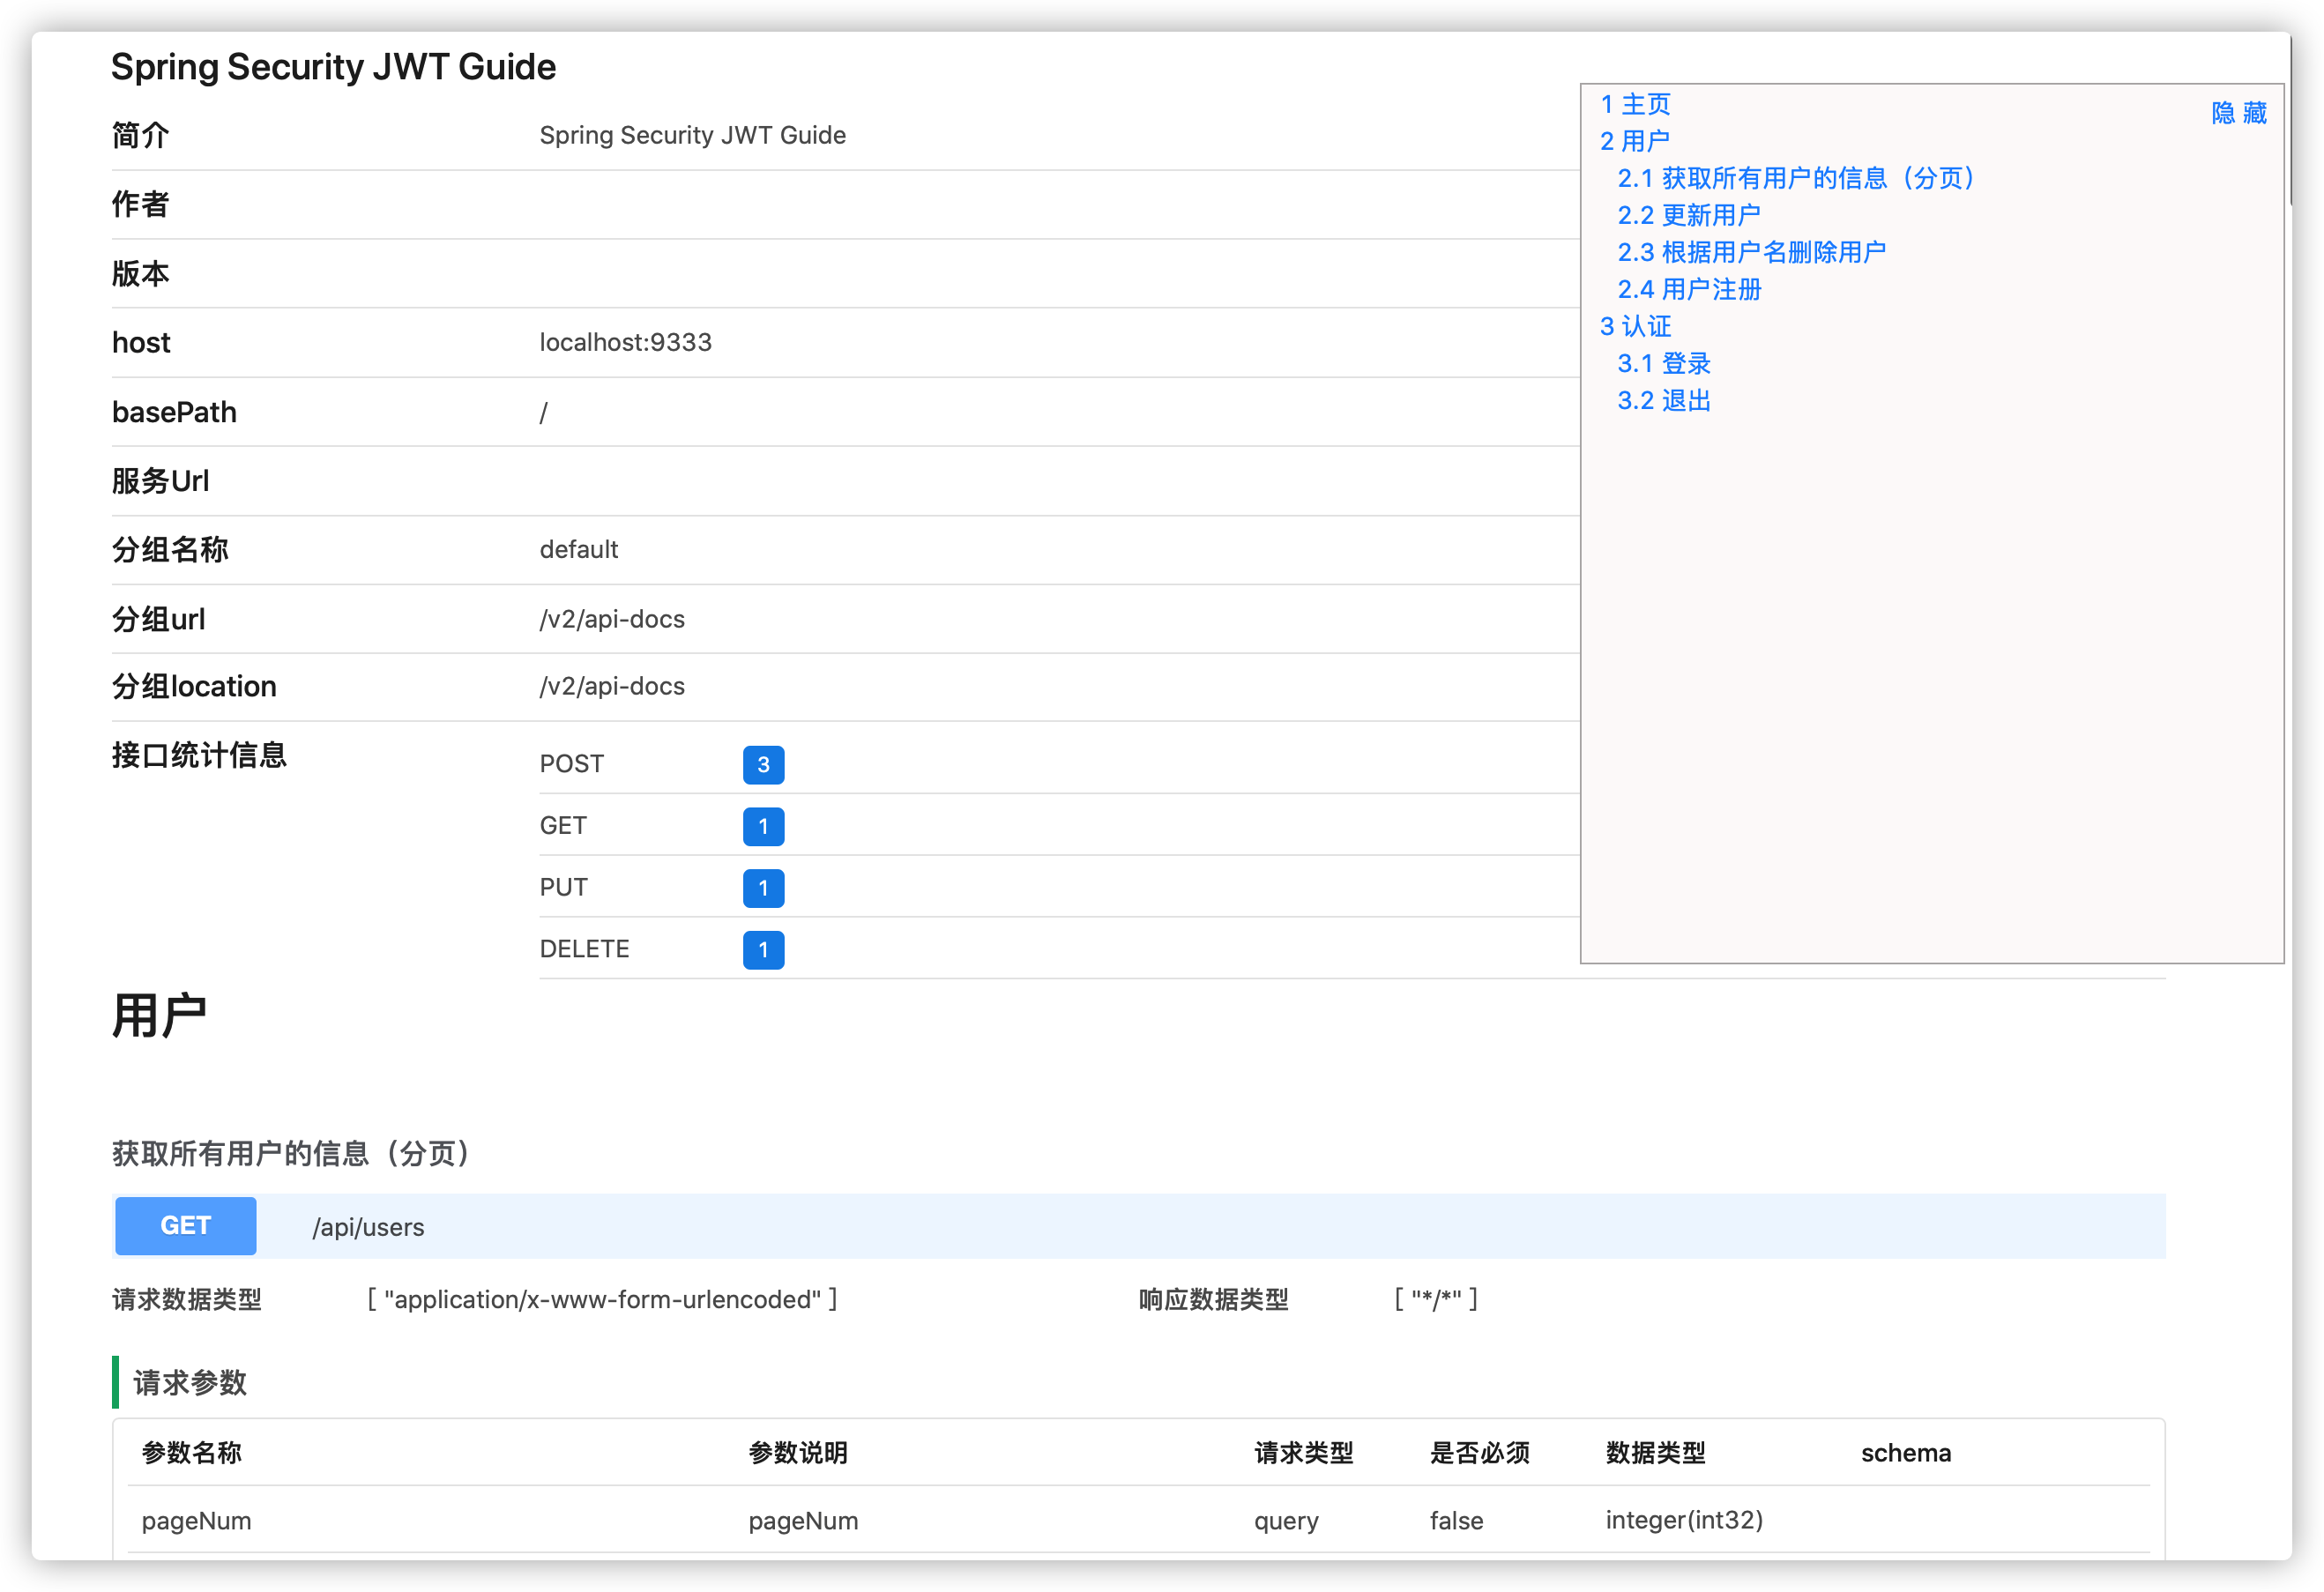 Spring Security JWT Guide
简介 Spring Security JWT Guide
作者
版本
host localhost:9333
basePath /
服务Url
分组名称 default
分组url /v2/api-docs
分组location /v2/api-docs
接口统计信息 POST 3
GET 1
PUT 1
DELETE 1
隐 藏
1 主页
2 用户
2.1 获取所有用户的信息（分页）
2.2 更新用户
2.3 根据用户名删除用户
2.4 用户注册
3 认证
3.1 登录
3.2 退出
用户
获取所有用户的信息（分页）
GET /api/users
请求数据类型 [ "application/x-www-form-urlencoded" ] 响应数据类型 [ "*/*" ]
请求参数
参数名称 参数说明 请求类型 是否必须 数据类型 schema
pageNum pageNum query false integer(int32)